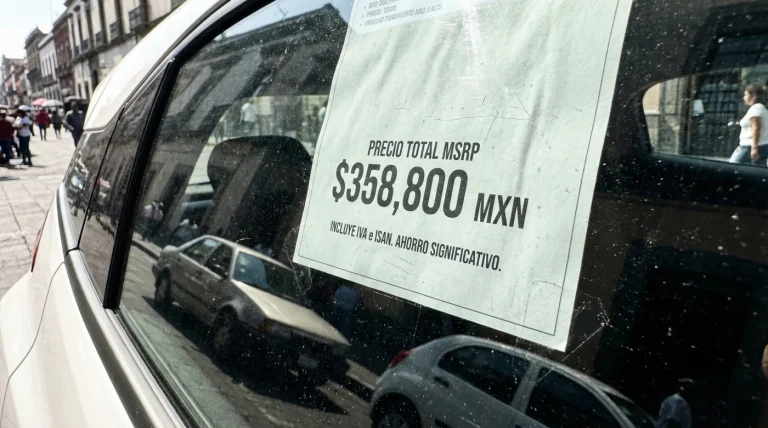 PRECIO TOTAL MSRP
$358,800 MXN
INCLUYE IVA e ISAN. AHORRO SIGNIFICATIVO.